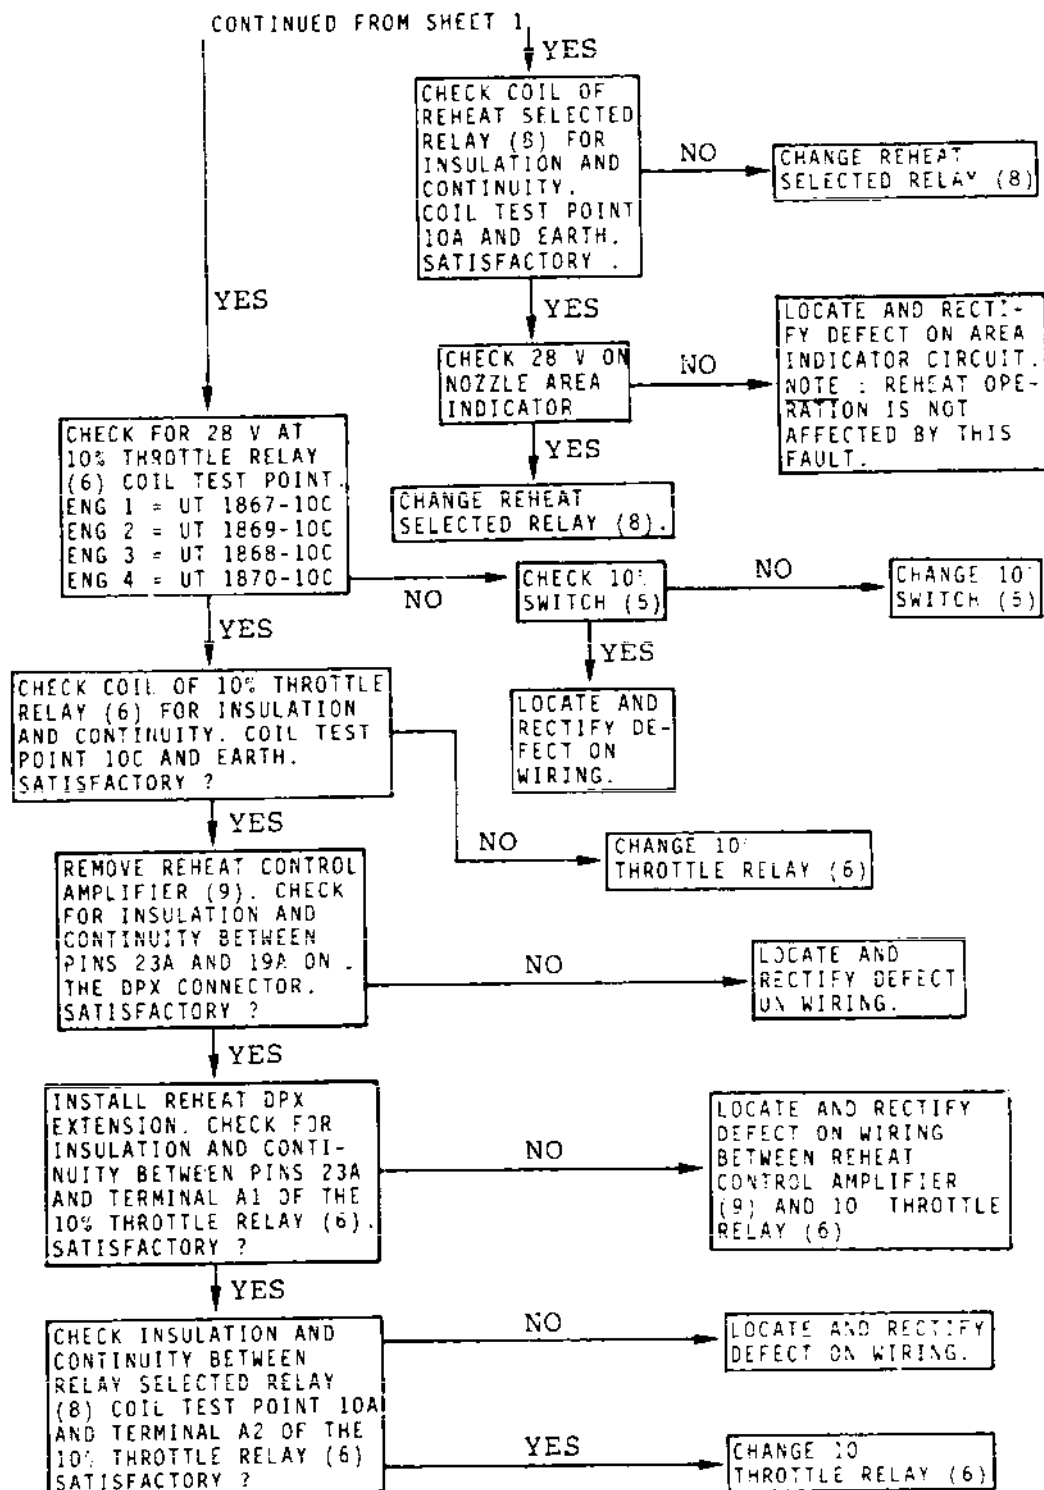 CONTINUED FROM SHEET 1
YES
CHECK COIL OF
REHEAT SELECTED
RELAY (8) FOR
INSULATION AND
CONTINUITY.
COIL TEST POINT
10A AND EARTH.
SATISFACTORY .
NO
CHANGE REHEAT
SELECTED RELAY (8)
YES
YES
CHECK 28 V ON
NOZZLE AREA
INDICATOR
NO
LOCATE AND RECTI-
FY DEFECT ON AREA
INDICATOR CIRCUIT.
NOTE : REHEAT OPE-
RATION IS NOT
AFFECTED BY THIS
FAULT.
YES
CHANGE REHEAT
SELECTED RELAY (8).
CHECK FOR 28 V AT
10% THROTTLE RELAY
(6) COIL TEST POINT.
ENG 1 = UT 1867-10C
ENG 2 = UT 1869-10C
ENG 3 = UT 1868-10C
ENG 4 = UT 1870-10C
NO
CHECK 10%
SWITCH (5)
NO
CHANGE 10
SWITCH (5)
YES
LOCATE AND
RECTIFY DE-
FECT ON
WIRING.
YES
CHECK COIL OF 10% THROTTLE
RELAY (6) FOR INSULATION
AND CONTINUITY. COIL TEST
POINT 10C AND EARTH.
SATISFACTORY ?
NO
CHANGE 10
THROTTLE RELAY (6)
YES
REMOVE REHEAT CONTROL
AMPLIFIER (9). CHECK
FOR INSULATION AND
CONTINUITY BETWEEN
PINS 23A AND 19A ON .
THE DPX CONNECTOR.
SATISFACTORY ?
NO
LOCATE AND
RECTIFY DEFECT
ON WIRING.
YES
INSTALL REHEAT DPX
EXTENSION. CHECK FOR
INSULATION AND CONTI-
NUITY BETWEEN PINS 23A
AND TERMINAL A1 OF THE
10% THROTTLE RELAY (6).
SATISFACTORY ?
NO
LOCATE AND RECTIFY
DEFECT ON WIRING
BETWEEN REHEAT
CONTROL AMPLIFIER
(9) AND 10 THROTTLE
RELAY (6)
YES
CHECK INSULATION AND
CONTINUITY BETWEEN
RELAY SELECTED RELAY
(8) COIL TEST POINT 10A
AND TERMINAL A2 OF THE
10% THROTTLE RELAY (6)
SATISFACTORY ?
NO
LOCATE AND RECTIFY
DEFECT ON WIRING.
YES
CHANGE 10
THROTTLE RELAY (6)